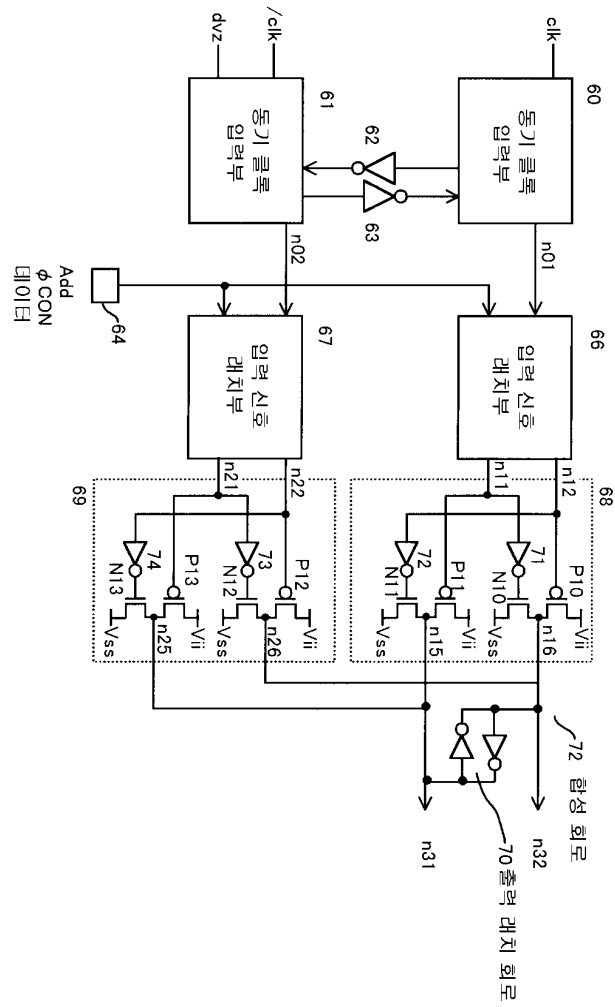 clk
60
동기 클록
입력부
n01
66
입력 신호
래치부
n12
n11
68
P10
Vii
71
N10
Vss
n16
P11
Vii
72
N11
Vss
n15
72 합성 회로
n32
n31
70 출력 래치 회로
62
63
/clk
dvz
61
동기 클록
입력부
n02
67
입력 신호
래치부
n22
n21
69
P12
73
N12
Vss
n26
P13
Vii
74
N13
Vss
n25
64
Add
φ CON
데이터